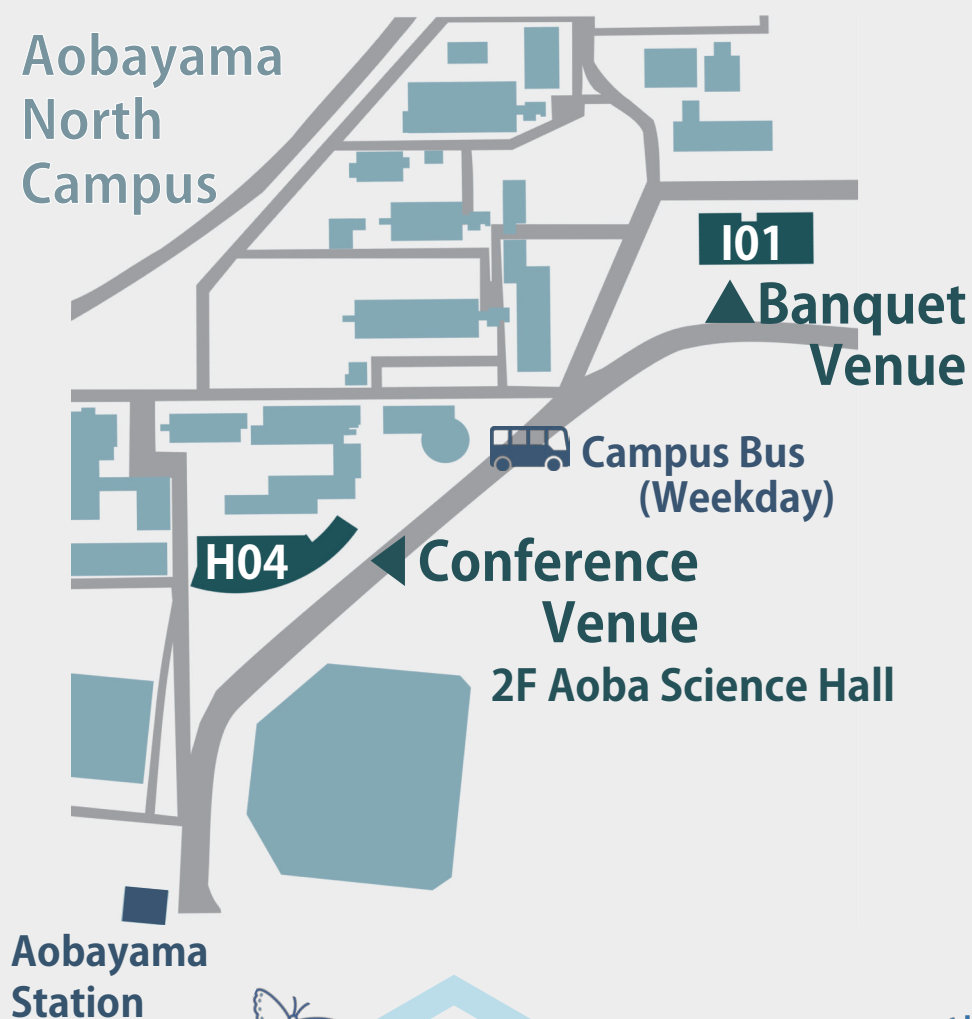 Aobayama
North
Campus
I01
Banquet
Venue
Campus Bus
(Weekday)
H04
Conference
Venue
2F Aoba Science Hall
Aobayama
Station